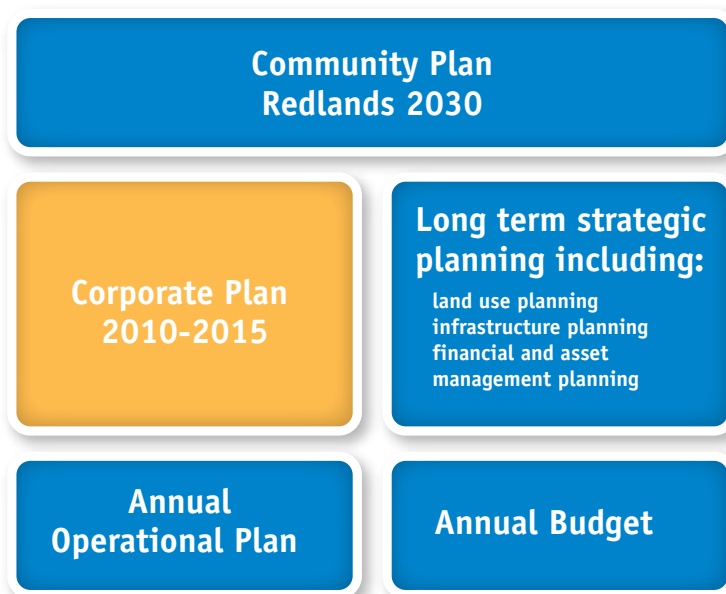 Community Plan
Redlands 2030
Corporate Plan
2010-2015
Long term strategic
planning including:
land use planning
infrastructure planning
financial and asset
management planning
Annual
Operational Plan
Annual Budget